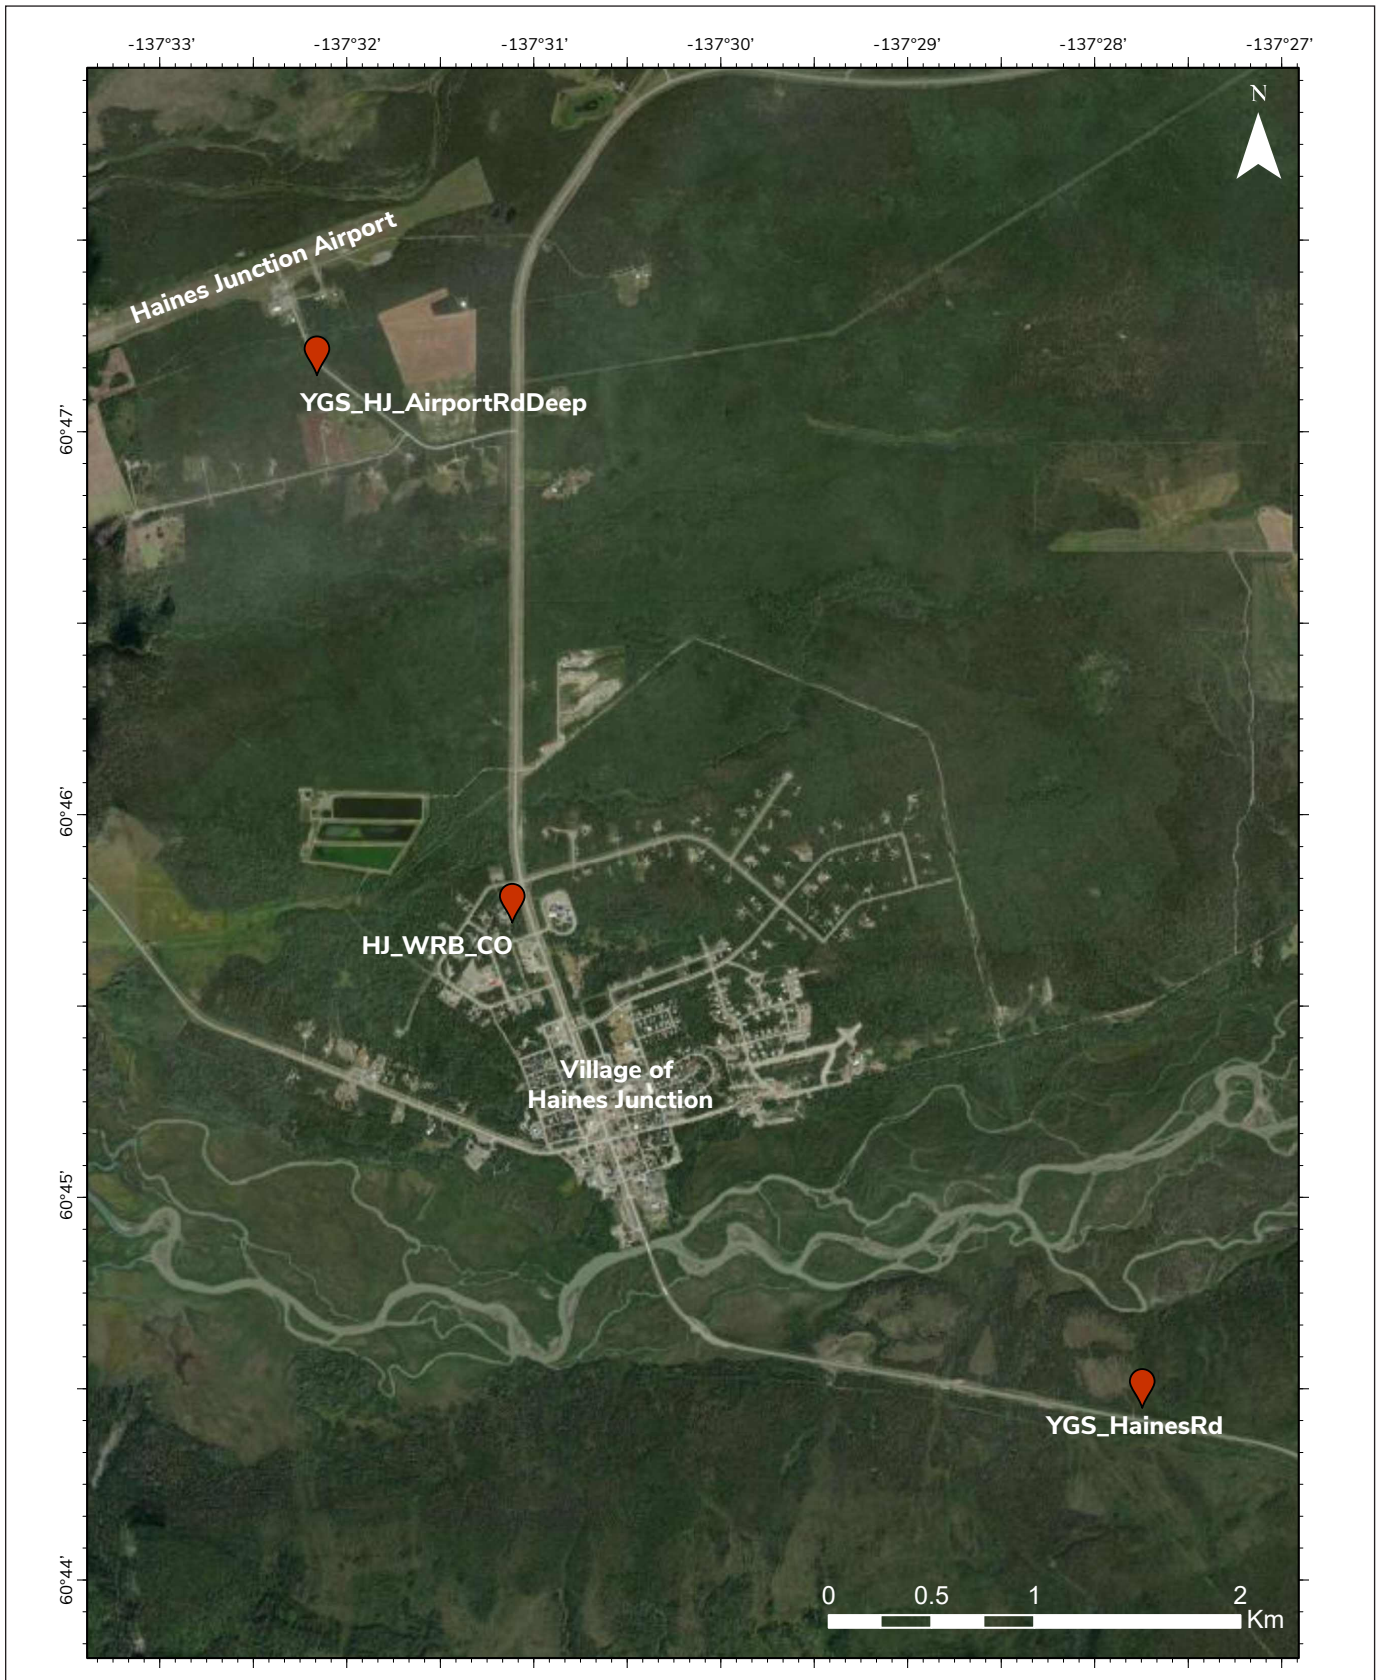 -137°33' -137°32' -137°31' -137°30' -137°29' -137°28' -137°27'
N
Haines Junction Airport
YGS_HJ_AirportRdDeep
60°47'
60°46'
HJ_WRB_CO
Village of
Haines Junction
60°45'
YGS_HainesRd
60°44'
0 0.5 1 2
Km